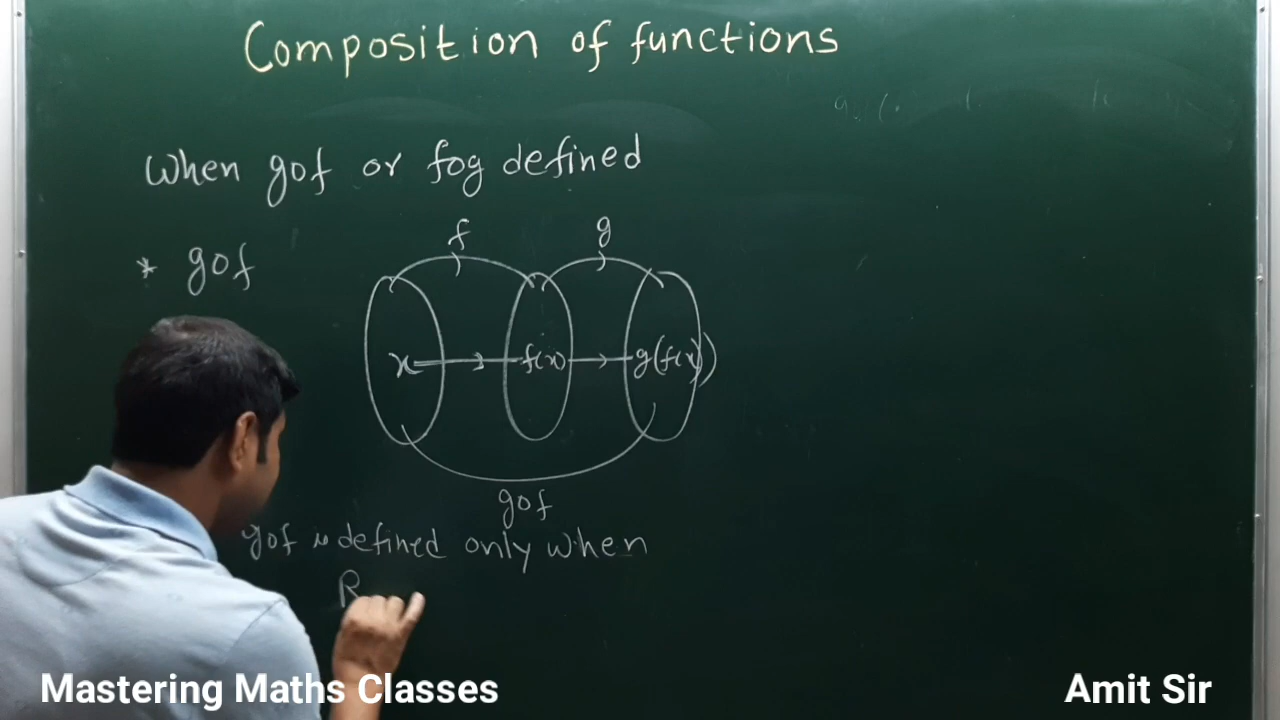 Composition of functions
When gof or fog defined
* gof
f g
x f(x) g(f(x))
gof
gof is defined only when
R
Mastering Maths Classes
Amit Sir